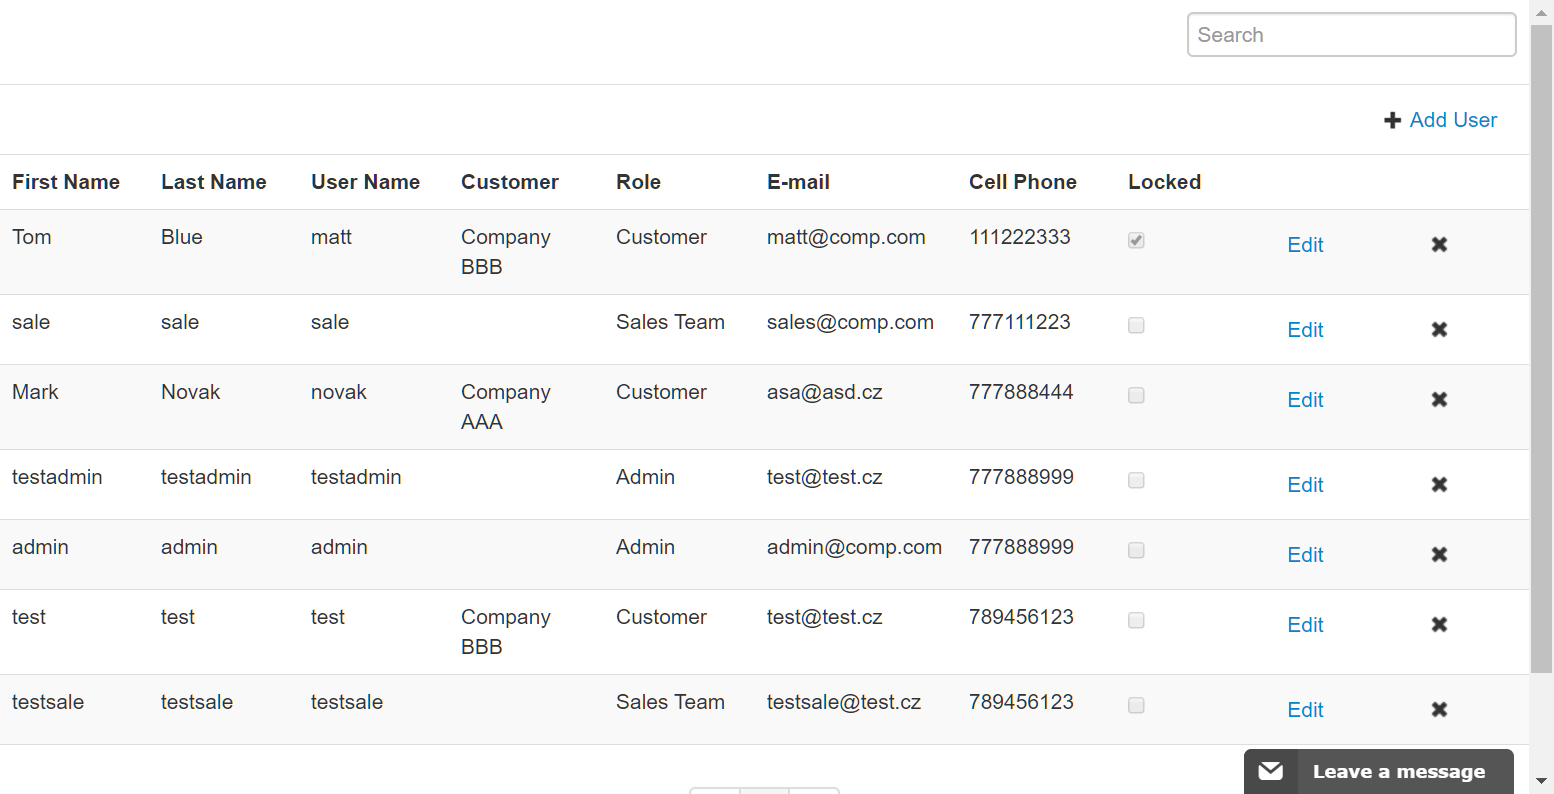 Search
Add User
First Name Last Name User Name Customer Role E-mail Cell Phone Locked
Tom Blue matt Company Customer matt@comp.com 111222333 Edit
BBB
sale sale sale Sales Team sales@comp.com 777111223 Edit
Mark Novak novak Company Customer asa@asd.cz 777888444 Edit
AAA
testadmin testadmin testadmin Admin test@test.cz 777888999 Edit
admin admin admin Admin admin@comp.com 777888999 Edit
test test test Company Customer test@test.cz 789456123 Edit
BBB
testsale testsale testsale Sales Team testsale@test.cz 789456123 Edit
Leave a message